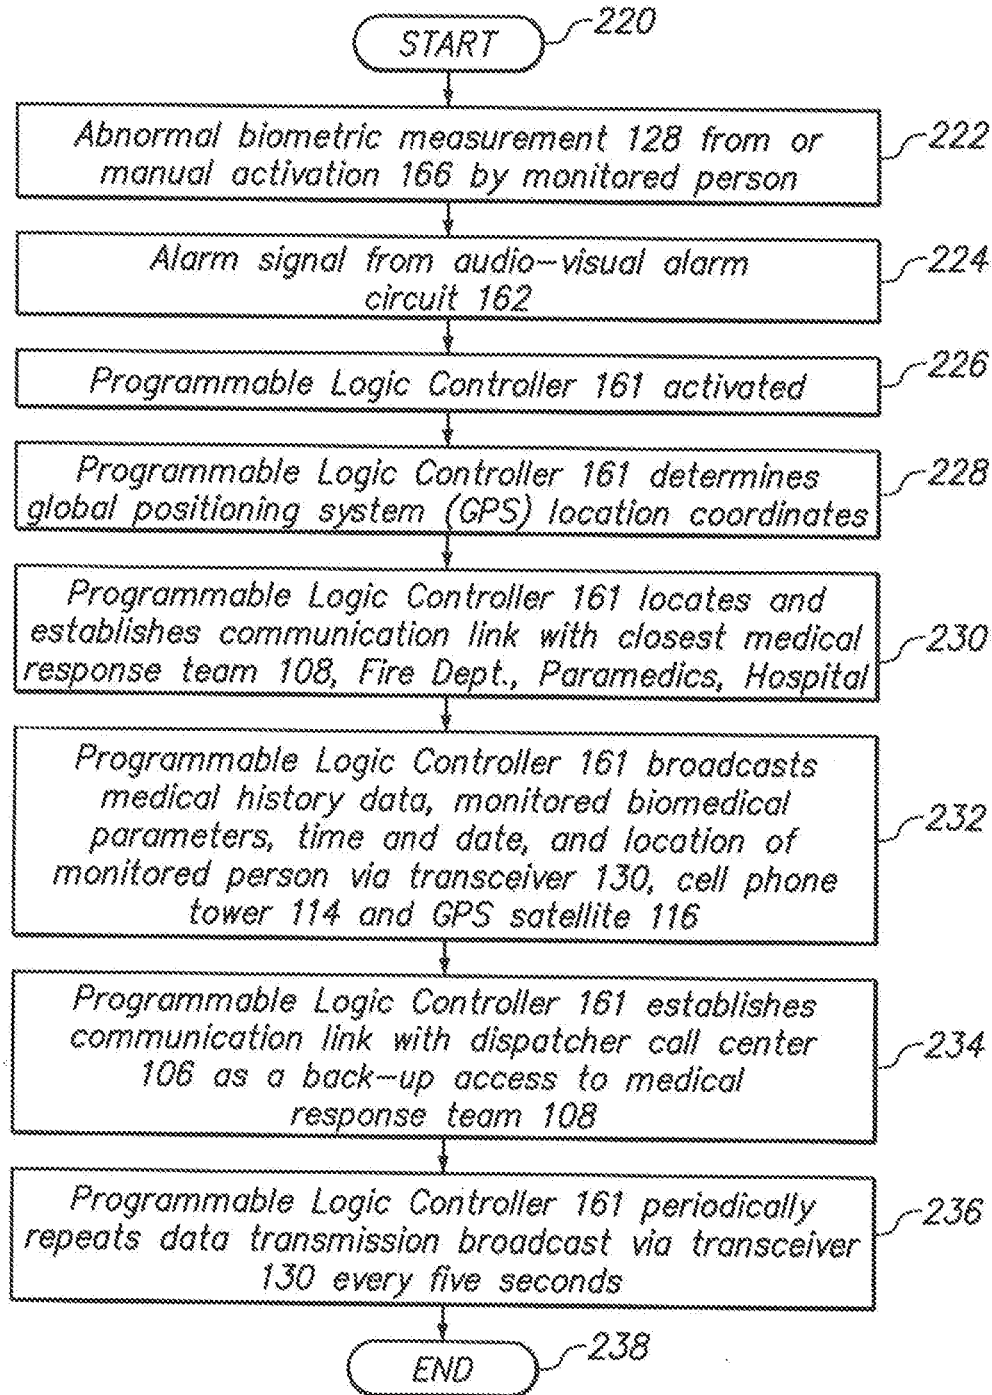 START
220
Abnormal biometric measurement 128 from or
manual activation 166 by monitored person
222
Alarm signal from audio-visual alarm
circuit 162
224
Programmable Logic Controller 161 activated
226
Programmable Logic Controller 161 determines
global positioning system (GPS) location coordinates
228
Programmable Logic Controller 161 locates and
establishes communication link with closest medical
response team 108, Fire Dept., Paramedics, Hospital
230
Programmable Logic Controller 161 broadcasts
medical history data, monitored biomedical
parameters, time and date, and location of
monitored person via transceiver 130, cell phone
tower 114 and GPS satellite 116
232
Programmable Logic Controller 161 establishes
communication link with dispatcher call center
106 as a back-up access to medical
response team 108
234
Programmable Logic Controller 161 periodically
repeats data transmission broadcast via transceiver
130 every five seconds
236
END
238